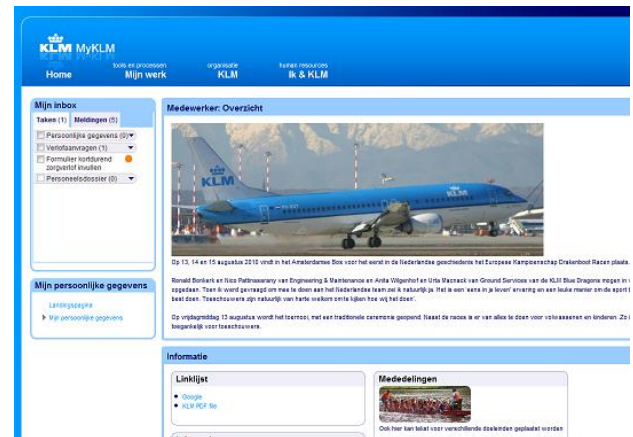 KLM MyKLM
tools en processen organisatie human resources
Home Mijn werk KLM Ik & KLM
Mijn inbox
Taken (1) Meldingen (5)
Persoonlijke gegevens (0)
Verlofaanvragen (1)
Formulier kortdurend
zorgverlof invullen
Personeelsdossier (0)
Mijn persoonlijke gegevens
Landingspagina
Mijn persoonlijke gegevens
Medewerker: Overzicht
KLM
Op 13, 14 en 15 augustus 2010 vindt in het Amsterdamse Bos voor het eerst in de Nederlandse geschiedenis het Europese Kampioenschap Drakenboot Racen plaats.
Ronald Bonkerk en Nico Pattinasarany van Engineering & Maintenance en Anita Wilgenhof en Urta Macnack van Ground Services van de KLM Blue Dragons mogen in
opgedaan. Toen ik werd gevraagd om mee te doen aan het Nederlandse team zei ik natuurlijk ja. Het is een 'eens in je leven' ervaring en een leuke manier om de sport
best doen. Toeschouwers zijn natuurlijk van harte welkom om te kijken hoe wij het doen'.
Op vrijdagmiddag 13 augustus wordt het toernooi, met een traditionele ceremonie geopend. Naast de races is er van alles te doen voor volwassenen en kinderen.
toegankelijk voor toeschouwers.
Informatie
Linklijst
Google
KLM PDF file
Mededelingen
Ook hier kan tekst voor verschillende doeleinden geplaatst worden